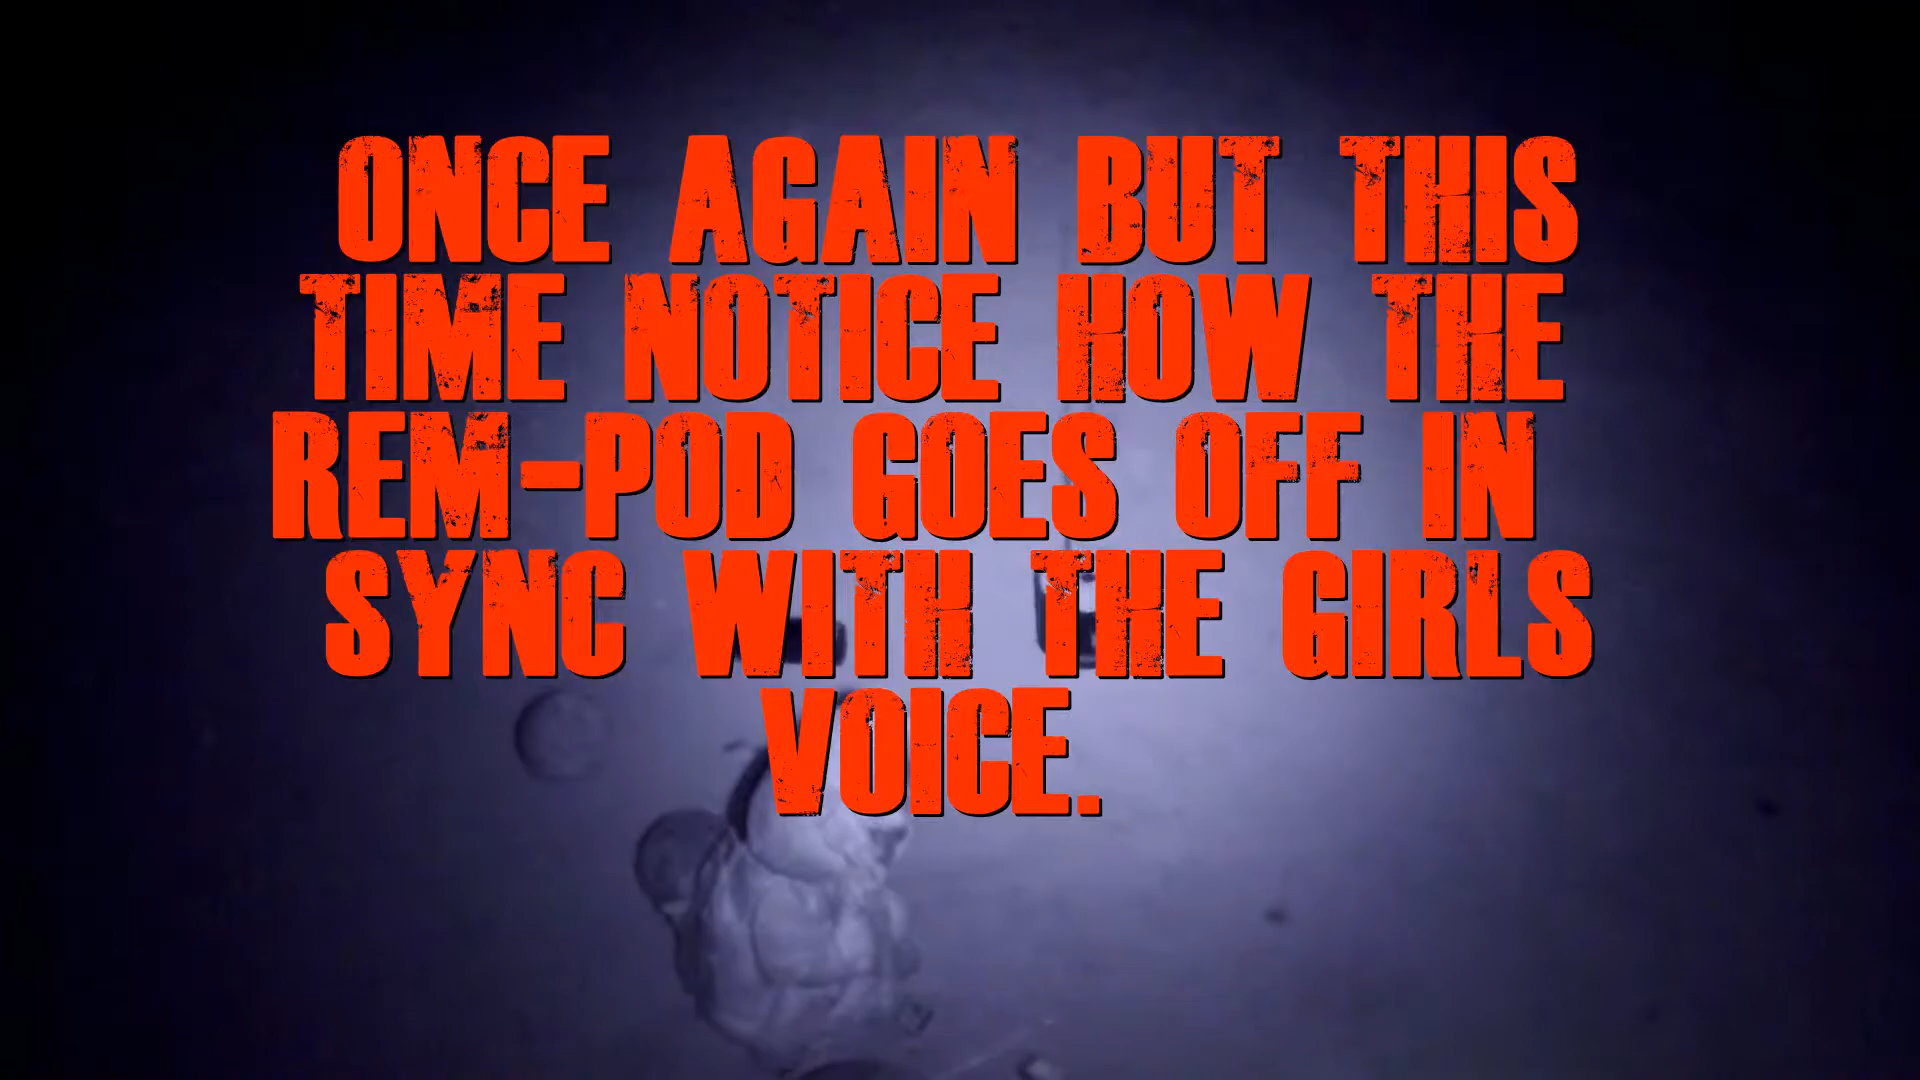 ONCE AGAIN BUT THIS
TIME NOTICE HOW THE
REM-POD GOES OFF IN
SYNC WITH THE GIRLS
VOICE.